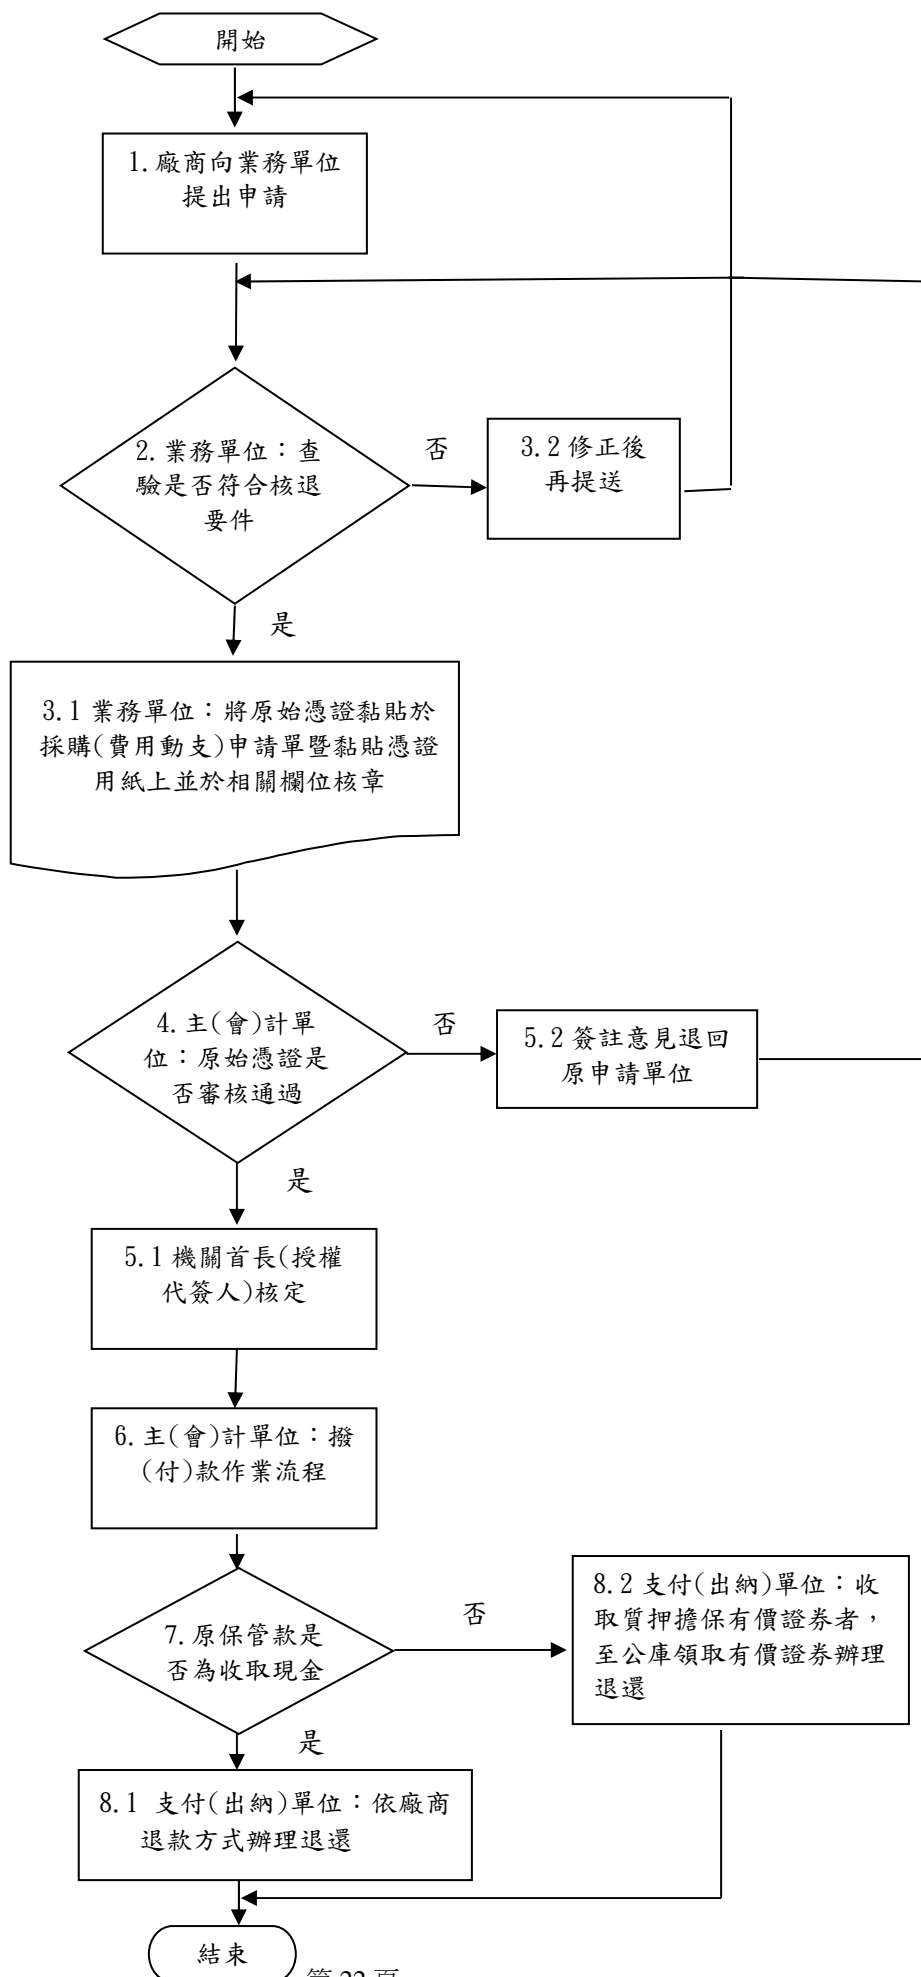 開始
1.廠商向業務單位
提出申請
2.業務單位：查
驗是否符合核退
要件
否
3.2 修正後
再提送
是
3.1 業務單位：將原始憑證黏貼於
採購(費用動支)申請單暨黏貼憑證
用紙上並於相關欄位核章
4.主(會)計單
位：原始憑證是
否審核通過
否
5.2 簽註意見退回
原申請單位
是
5.1 機關首長(授權
代簽人)核定
6.主(會)計單位：撥
(付)款作業流程
7.原保管款是
否為收取現金
否
8.2 支付(出納)單位：收
取質押擔保有價證券者，
至公庫領取有價證券辦理
退還
是
8.1 支付(出納)單位：依廠商
退款方式辦理退還
結束
第 22 頁